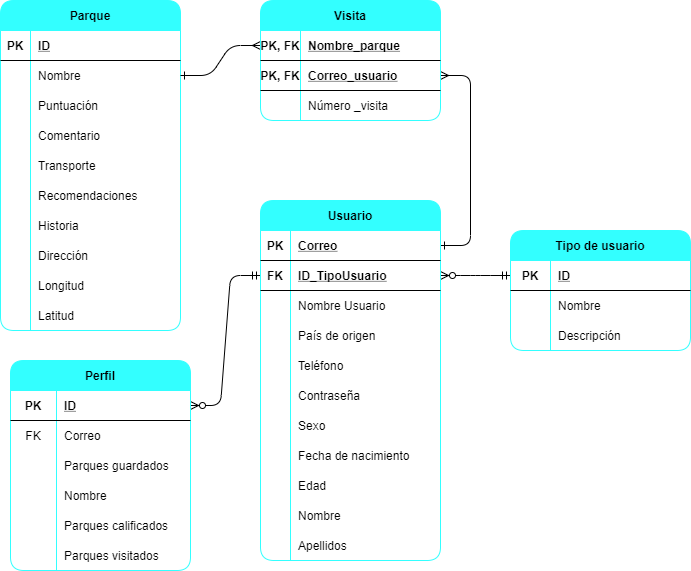 Parque
PK ID
Nombre
Puntuación
Comentario
Transporte
Recomendaciones
Historia
Dirección
Longitud
Latitud
Visita
PK, FK Nombre_parque
PK, FK Correo_usuario
Número _visita
Usuario
PK Correo
FK ID_TipoUsuario
Nombre Usuario
País de origen
Teléfono
Contraseña
Sexo
Fecha de nacimiento
Edad
Nombre
Apellidos
Tipo de usuario
PK ID
Nombre
Descripción
Perfil
PK ID
FK Correo
Parques guardados
Nombre
Parques calificados
Parques visitados